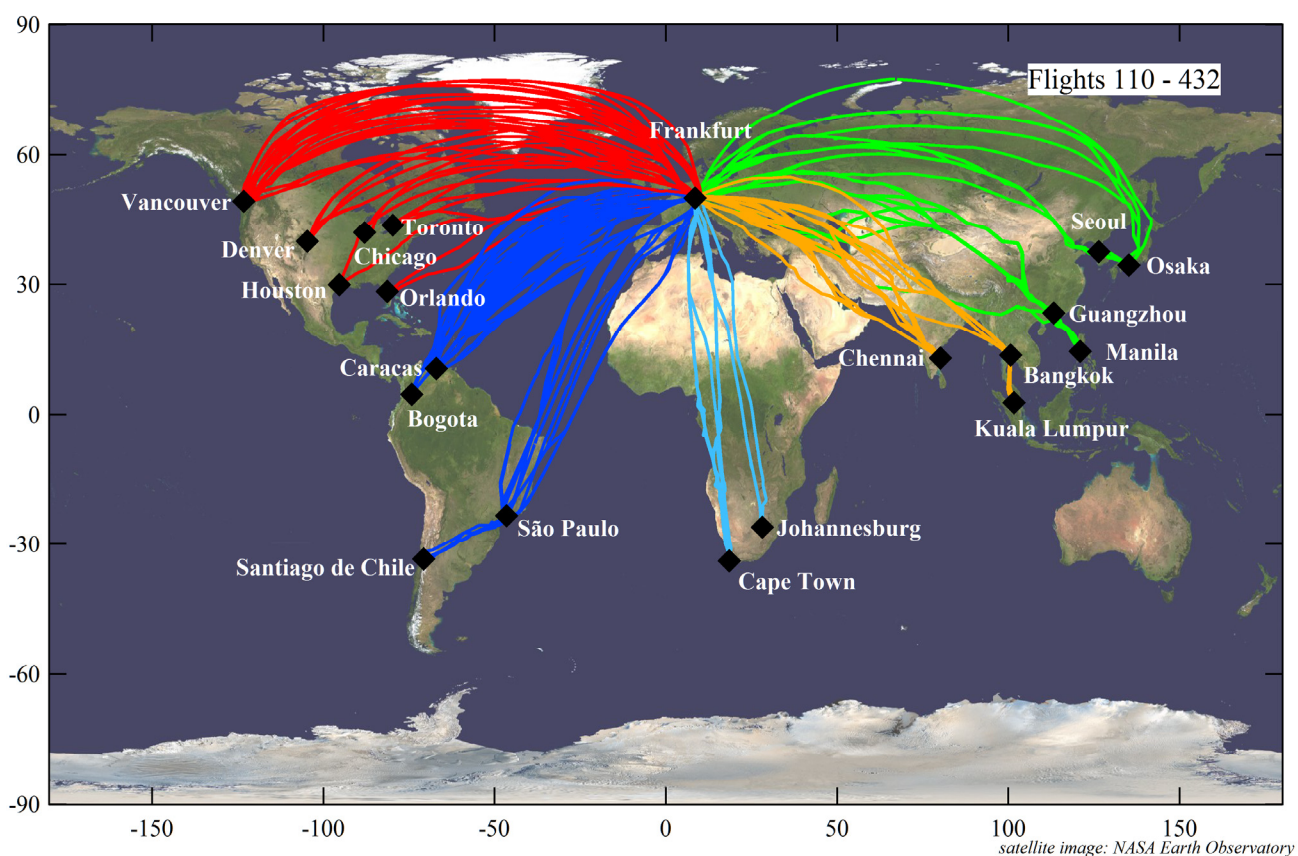 90
60
30
0
-30
-60
-90
Flights 110 - 432
Frankfurt
Vancouver
Toronto
Denver
Chicago
Houston
Orlando
Seoul
Osaka
Guangzhou
Manila
Chennai
Bangkok
Kuala Lumpur
Caracas
Bogota
São Paulo
Santiago de Chile
Johannesburg
Cape Town
-150
-100
-50
0
50
100
150
satellite image: NASA Earth Observatory